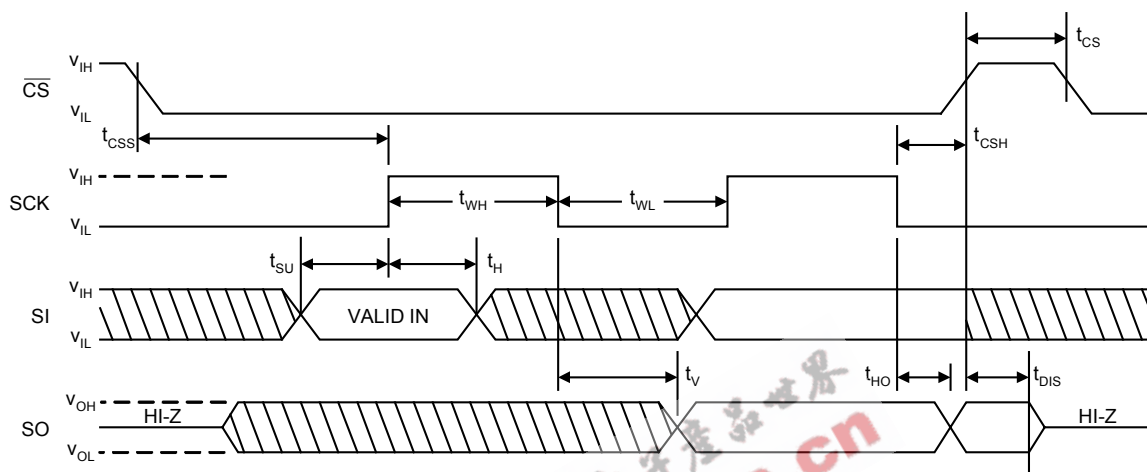 V_IH
t_CS
CS
V_IL
t_CSS
t_CSH
V_IH
SCK
t_WH
t_WL
V_IL
t_SU
t_H
V_IH
SI
VALID IN
V_IL
t_V
t_HO
t_DIS
V_OH
SO
HI-Z
HI-Z
V_OL